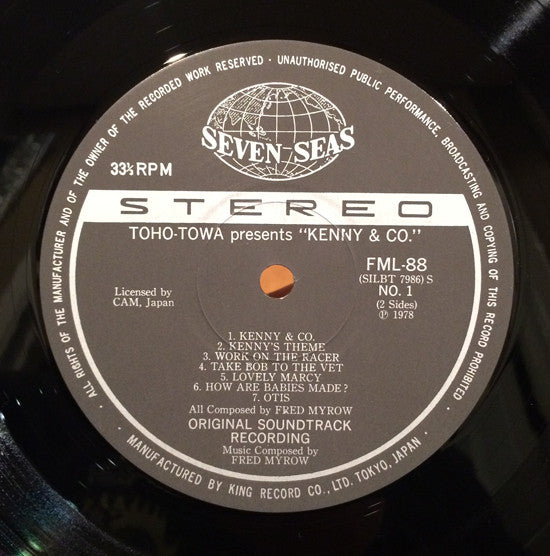 ALL RIGHTS OF THE MANUFACTURER AND OF THE OWNER OF THE RECORDED WORK RESERVED · UNAUTHORISED PUBLIC PERFORMANCE, BROADCASTING AND COPYING OF THIS RECORD PROHIBITED ·
SEVEN SEAS
33⅓ RPM
STEREO
TOHO-TOWA presents "KENNY & CO."
Licensed by
CAM, Japan
FML-88
(SILBT 7986) S
NO. 1
(2 Sides)
Ⓟ 1978
1. KENNY & CO.
2. KENNY'S THEME
3. WORK ON THE RACER
4. TAKE BOB TO THE VET
5. LOVELY MARCY
6. HOW ARE BABIES MADE?
7. OTIS
All Composed by FRED MYROW
ORIGINAL SOUNDTRACK
RECORDING
Music Composed by
FRED MYROW
MANUFACTURED BY KING RECORD CO., LTD. TOKYO, JAPAN ·